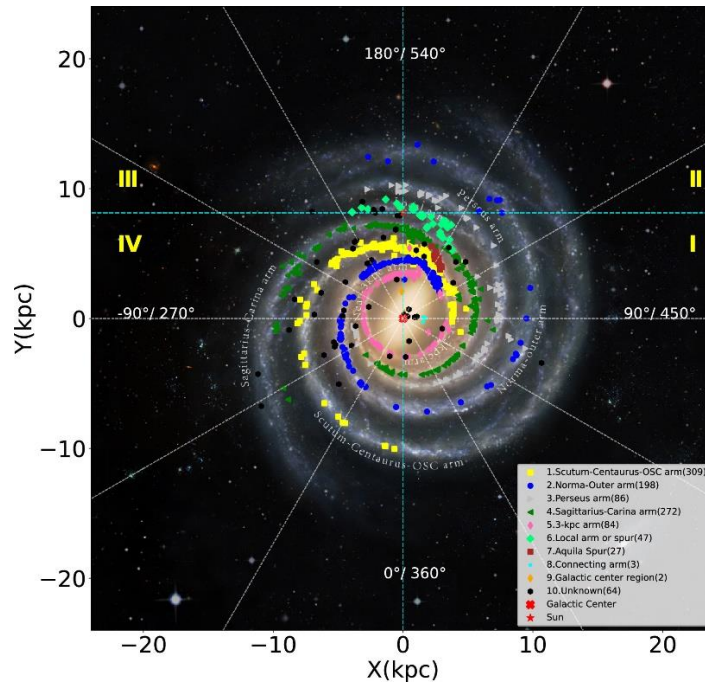 20
10
0
−10
−20
Y(kpc)
180°/ 540°
III
II
IV
I
Perseus arm
-90°/ 270°
90°/ 450°
Sagittarius-Carina arm
Norma-outer arm
Scutum-Centaurus-OSC arm
0°/ 360°
1.Scutum-Centaurus-OSC arm(309)
2.Norma-Outer arm(198)
3.Perseus arm(86)
4.Sagittarius-Carina arm(272)
5.3-kpc arm(84)
6.Local arm or spur(47)
7.Aquila Spur(27)
8.Connecting arm(3)
9.Galactic center region(2)
10.Unknown(64)
Galactic Center
Sun
−20
−10
0
10
20
X(kpc)